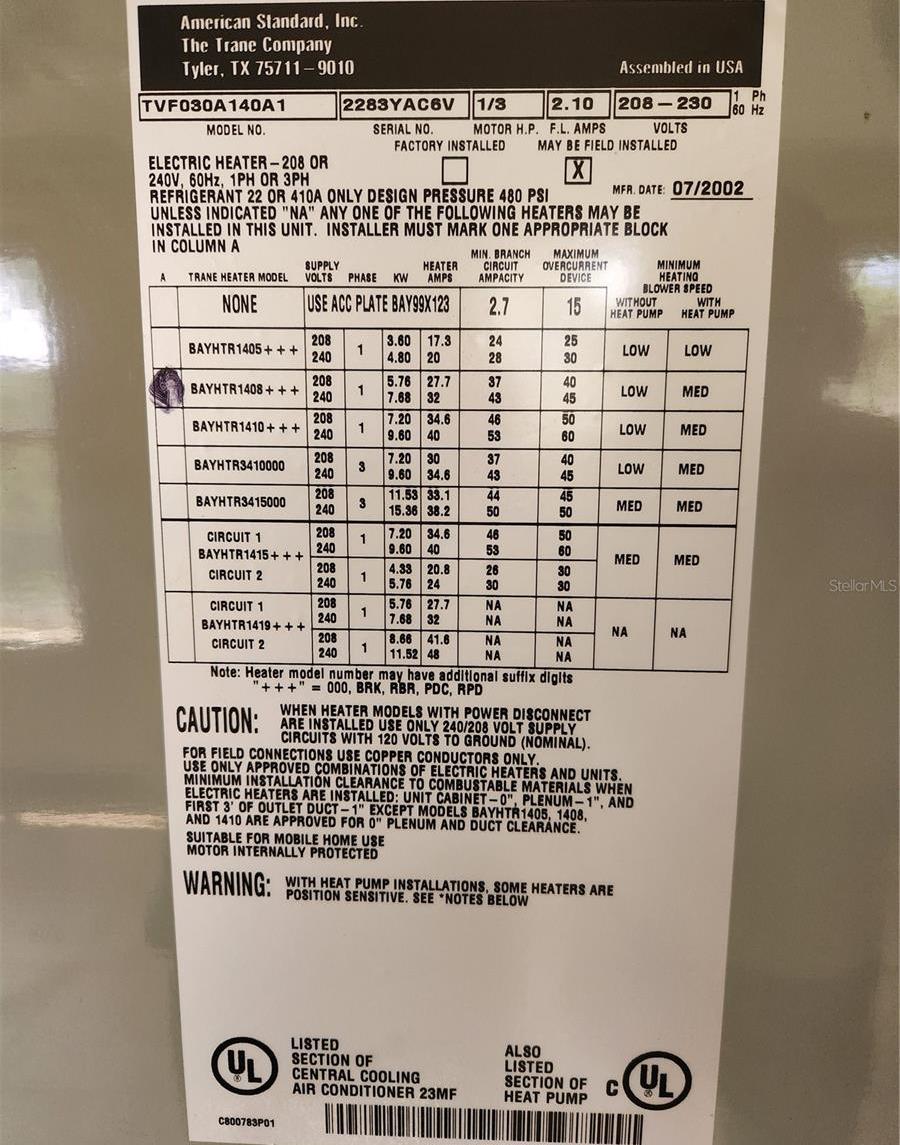 American Standard, Inc.
The Trane Company
Tyler, TX 75711-9010
Assembled in USA
TVF030A140A1 2283YAC6V 1/3 2.10 208-230 1 Ph 60 Hz
MODEL NO. SERIAL NO. MOTOR H.P. F.L. AMPS VOLTS
FACTORY INSTALLED MAY BE FIELD INSTALLED
ELECTRIC HEATER-208 OR
240V, 60Hz, 1PH OR 3PH
X
MFR. DATE: 07/2002
REFRIGERANT 22 OR 410A ONLY DESIGN PRESSURE 480 PSI
UNLESS INDICATED "NA" ANY ONE OF THE FOLLOWING HEATERS MAY BE
INSTALLED IN THIS UNIT. INSTALLER MUST MARK ONE APPROPRIATE BLOCK
IN COLUMN A
A
TRANE HEATER MODEL
SUPPLY
VOLTS
PHASE
KW
HEATER
AMPS
MIN. BRANCH
CIRCUIT
AMPACITY
MAXIMUM
OVERCURRENT
DEVICE
MINIMUM
HEATING
BLOWER SPEED
WITHOUT
HEAT PUMP
WITH
HEAT PUMP
NONE USE ACC PLATE BAY99X123 2.7 15
BAYHTR1405+++ 1 LOW LOW
208 3.60 17.3 24 25
240 4.80 20 28 30
BAYHTR1408+++ 1 LOW MED
208 5.76 27.7 37 40
240 7.68 32 43 45
BAYHTR1410+++ 1 LOW MED
208 7.20 34.6 46 50
240 9.60 40 53 60
BAYHTR3410000 3 LOW MED
208 7.20 30 37 40
240 9.60 34.6 43 45
BAYHTR3415000 3 MED MED
208 11.53 33.1 44 45
240 15.36 38.2 50 50
CIRCUIT 1
BAYHTR1415+++
CIRCUIT 2
208 1 7.20 34.6 46 50
240 9.60 40 53 60
208 1 4.33 20.8 26 30
240 5.76 24 30 30
MED MED
CIRCUIT 1
BAYHTR1419+++
CIRCUIT 2
208 1 5.76 27.7 NA NA
240 7.68 32 NA NA
208 1 8.66 41.6 NA NA
240 11.52 48 NA NA
NA NA
Note: Heater model number may have additional suffix digits
"+++" = 000, BRK, RBR, PDC, RPD
CAUTION:
WHEN HEATER MODELS WITH POWER DISCONNECT
ARE INSTALLED USE ONLY 240/208 VOLT SUPPLY
CIRCUITS WITH 120 VOLTS TO GROUND (NOMINAL).
FOR FIELD CONNECTIONS USE COPPER CONDUCTORS ONLY.
USE ONLY APPROVED COMBINATIONS OF ELECTRIC HEATERS AND UNITS.
MINIMUM INSTALLATION CLEARANCE TO COMBUSTABLE MATERIALS WHEN
ELECTRIC HEATERS ARE INSTALLED: UNIT CABINET-0", PLENUM-1", AND
FIRST 3' OF OUTLET DUCT-1" EXCEPT MODELS BAYHTR1405, 1408,
AND 1410 ARE APPROVED FOR 0" PLENUM AND DUCT CLEARANCE.
SUITABLE FOR MOBILE HOME USE
MOTOR INTERNALLY PROTECTED
WARNING:
WITH HEAT PUMP INSTALLATIONS, SOME HEATERS ARE
POSITION SENSITIVE. SEE *NOTES BELOW
UL ®
LISTED
SECTION OF
CENTRAL COOLING
AIR CONDITIONER 23MF
ALSO
LISTED
SECTION OF
HEAT PUMP
C UL ®
C800783P01
StellarMLS